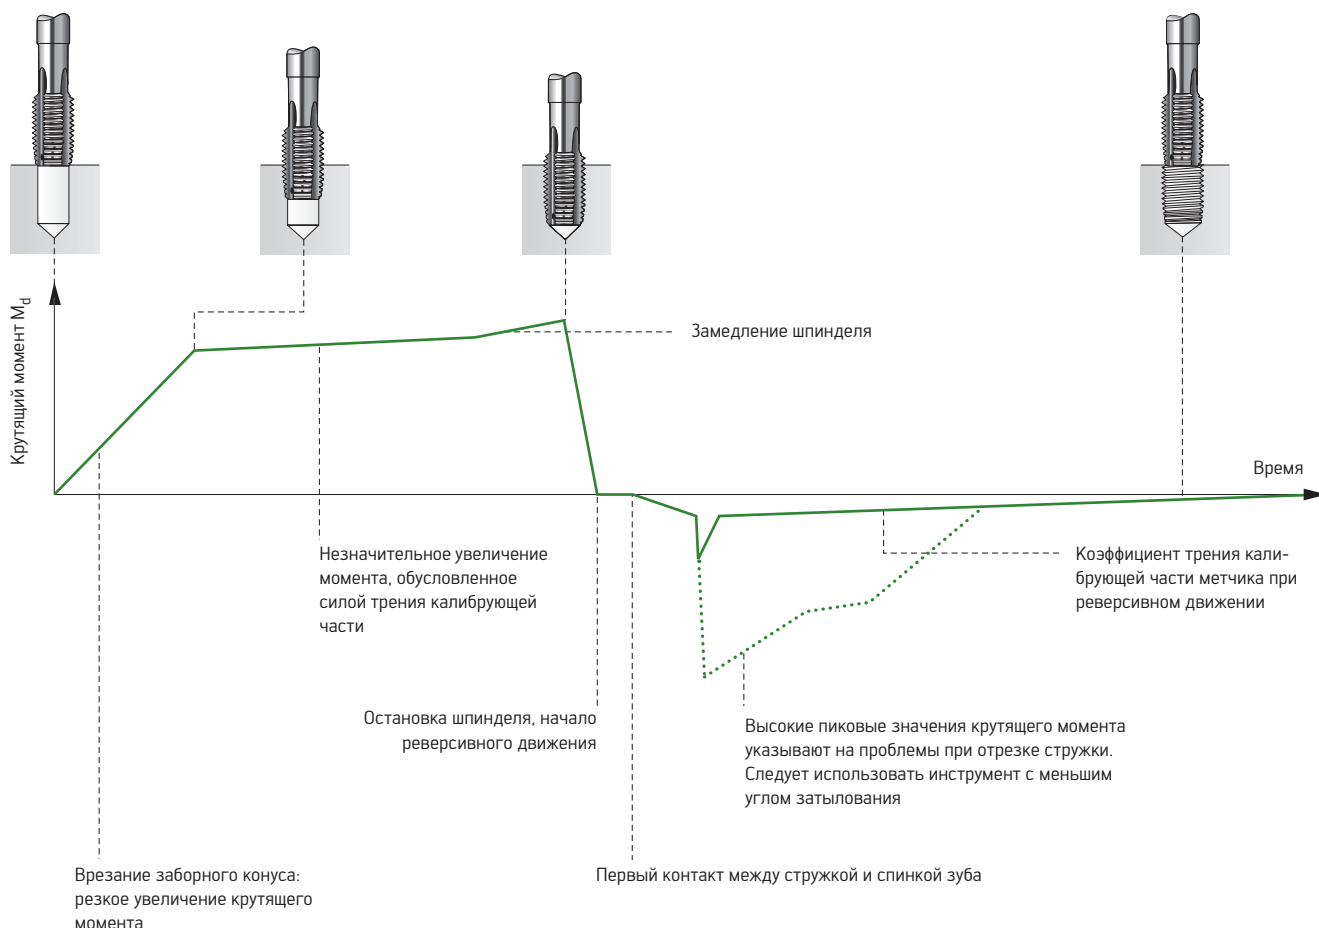 Крутящий момент Md
Замедление шпинделя
Время
Незначительное увеличение
момента, обусловленное
силой трения калибрующей
части
Коэффициент трения кали-
брующей части метчика при
реверсивном движении
Остановка шпинделя, начало
реверсивного движения
Высокие пиковые значения крутящего момента
указывают на проблемы при отрезке стружки.
Следует использовать инструмент с меньшим
углом затылования
Врезание заборного конуса:
резкое увеличение крутящего
момента
Первый контакт между стружкой и спинкой зуба